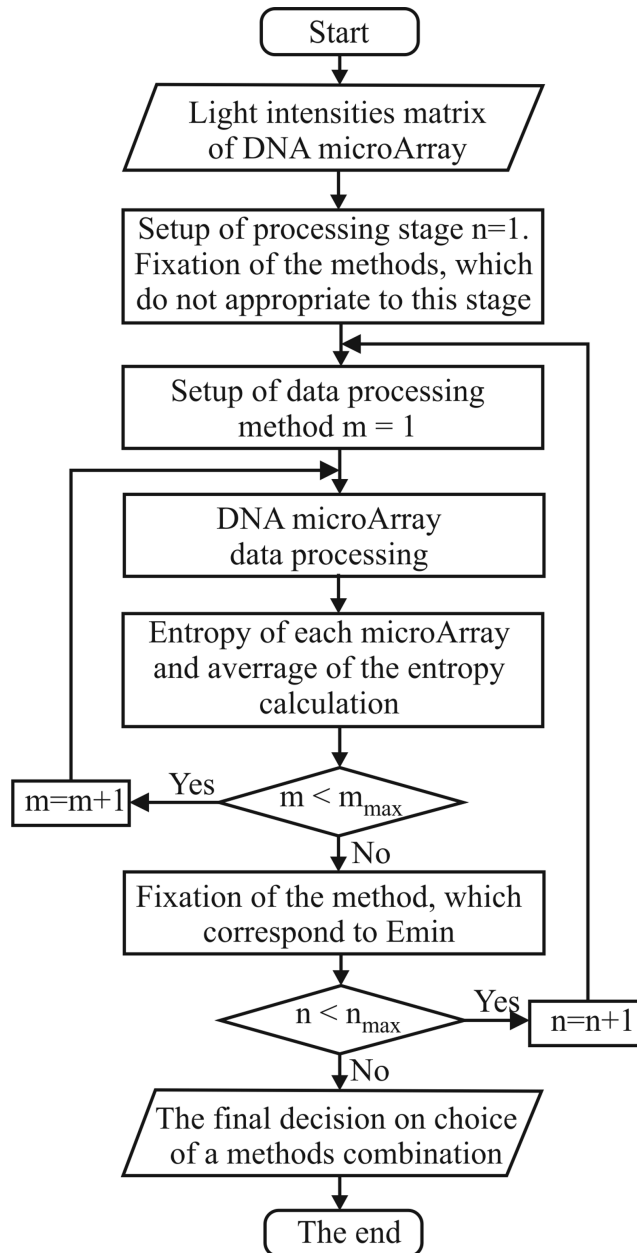 Start
Light intensities matrix
of DNA microArray
Setup of processing stage n=1.
Fixation of the methods, which
do not appropriate to this stage
Setup of data processing
method m = 1
DNA microArray
data processing
Entropy of each microArray
and averrage of the entropy
calculation
m=m+1
Yes
m < mmax
No
Fixation of the method, which
correspond to Emin
n < nmax
Yes
n=n+1
No
The final decision on choice
of a methods combination
The end